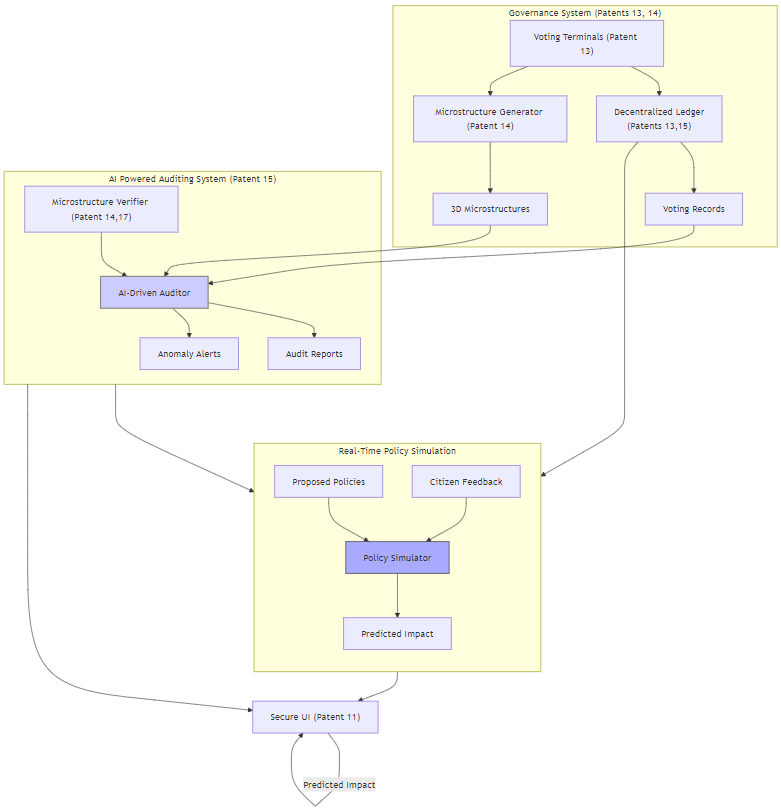 Governance System (Patents 13, 14)
Voting Terminals (Patent
13)
Microstructure Generator
(Patent 14)
Decentralized Ledger
(Patents 13,15)
3D Microstructures
Voting Records
AI Powered Auditing System (Patent 15)
Microstructure Verifier
(Patent 14,17)
AI-Driven Auditor
Anomaly Alerts
Audit Reports
Real-Time Policy Simulation
Proposed Policies
Citizen Feedback
Policy Simulator
Predicted Impact
Secure UI (Patent 11)
Predicted Impact